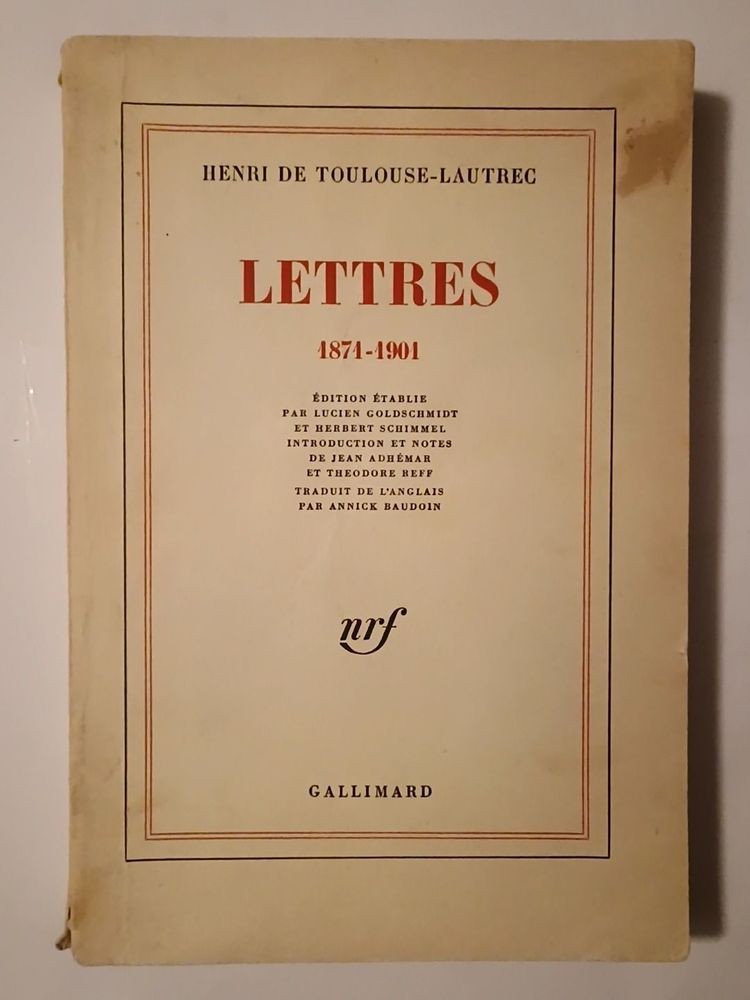 HENRI DE TOULOUSE-LAUTREC
LETTRES
1871-1901
ÉDITION ÉTABLIE
PAR LUCIEN GOLDSCHMIDT
ET HERBERT SCHIMMEL
INTRODUCTION ET NOTES
DE JEAN ADHÉMAR
ET THEODORE REFF
TRADUIT DE L'ANGLAIS
PAR ANNICK BAUDOIN
nrf
GALLIMARD